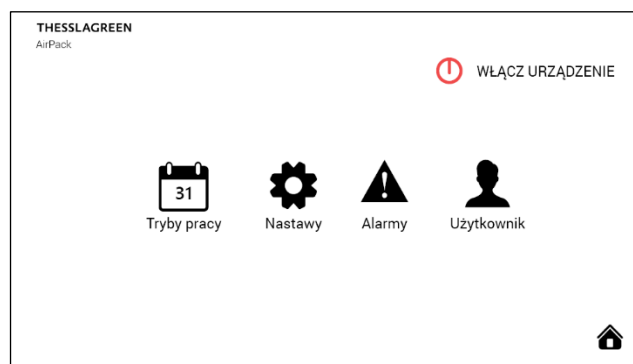 THESSLAGREEN
AirPack
WŁĄCZ URZĄDZENIE
31
Tryby pracy
Nastawy
Alarmy
Użytkownik